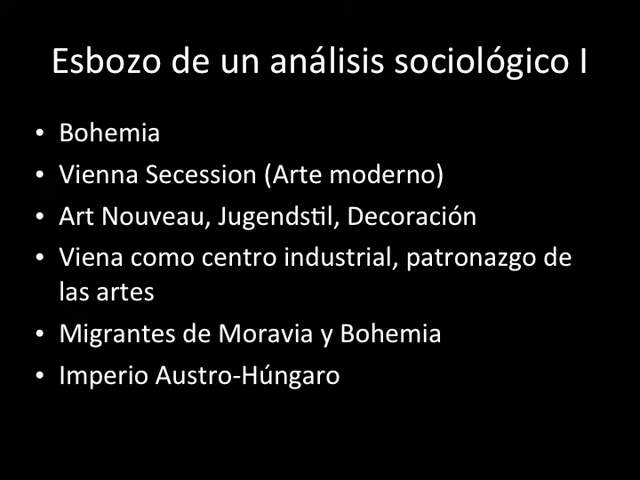 Esbozo de un análisis sociológico I
• Bohemia
• Vienna Secession (Arte moderno)
• Art Nouveau, Jugendstil, Decoración
• Viena como centro industrial, patronazgo de
las artes
• Migrantes de Moravia y Bohemia
• Imperio Austro-Húngaro